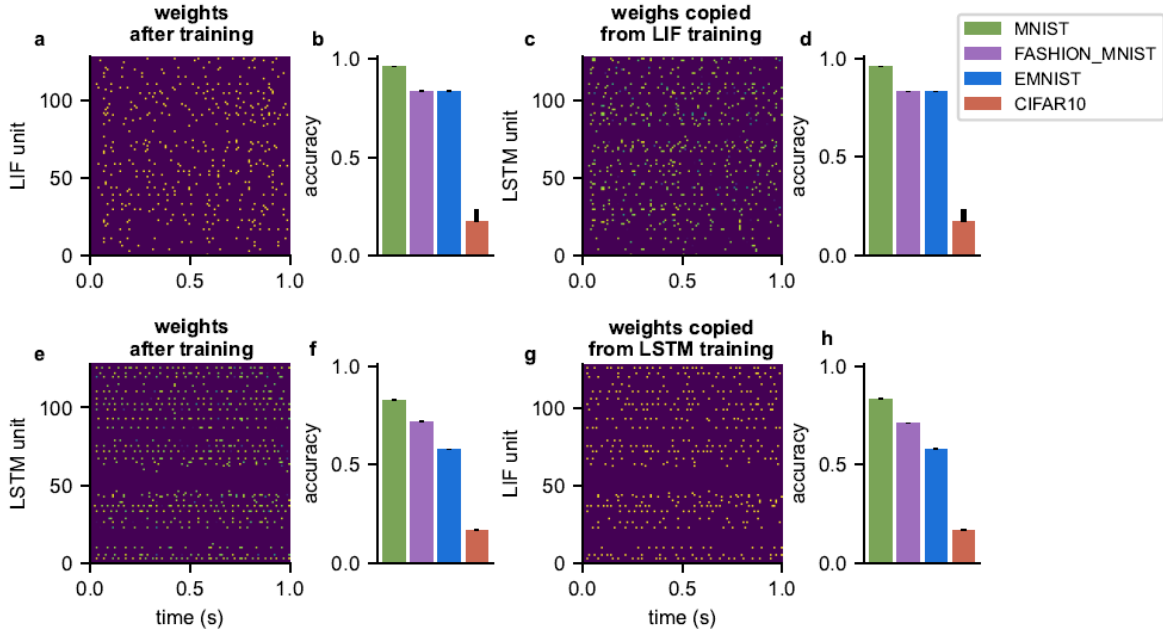 weights
after training
weighs copied
from LIF training
a
b
c
d
MNIST
FASHION_MNIST
EMNIST
CIFAR10
LIF unit
100
50
0
0.0
0.5
1.0
accuracy
1.0
0.5
0.0
LSTM unit
100
50
0
0.0
0.5
1.0
accuracy
1.0
0.5
0.0
weights
after training
weights copied
from LSTM training
e
f
g
h
LSTM unit
100
50
0
0.0
0.5
1.0
time (s)
accuracy
1.0
0.5
0.0
LIF unit
100
50
0
0.0
0.5
1.0
time (s)
accuracy
1.0
0.5
0.0